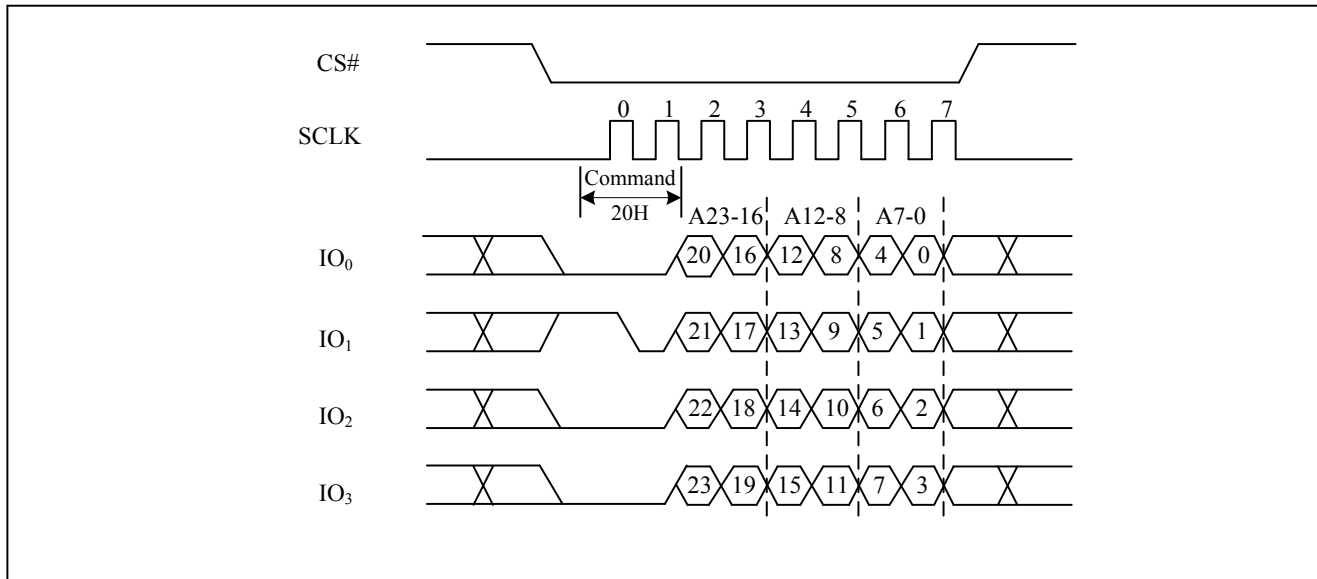 CS#
0 1 2 3 4 5 6 7
SCLK
Command
20H
A23-16 A12-8 A7-0
IO0 20 16 12 8 4 0
IO1 21 17 13 9 5 1
IO2 22 18 14 10 6 2
IO3 23 19 15 11 7 3